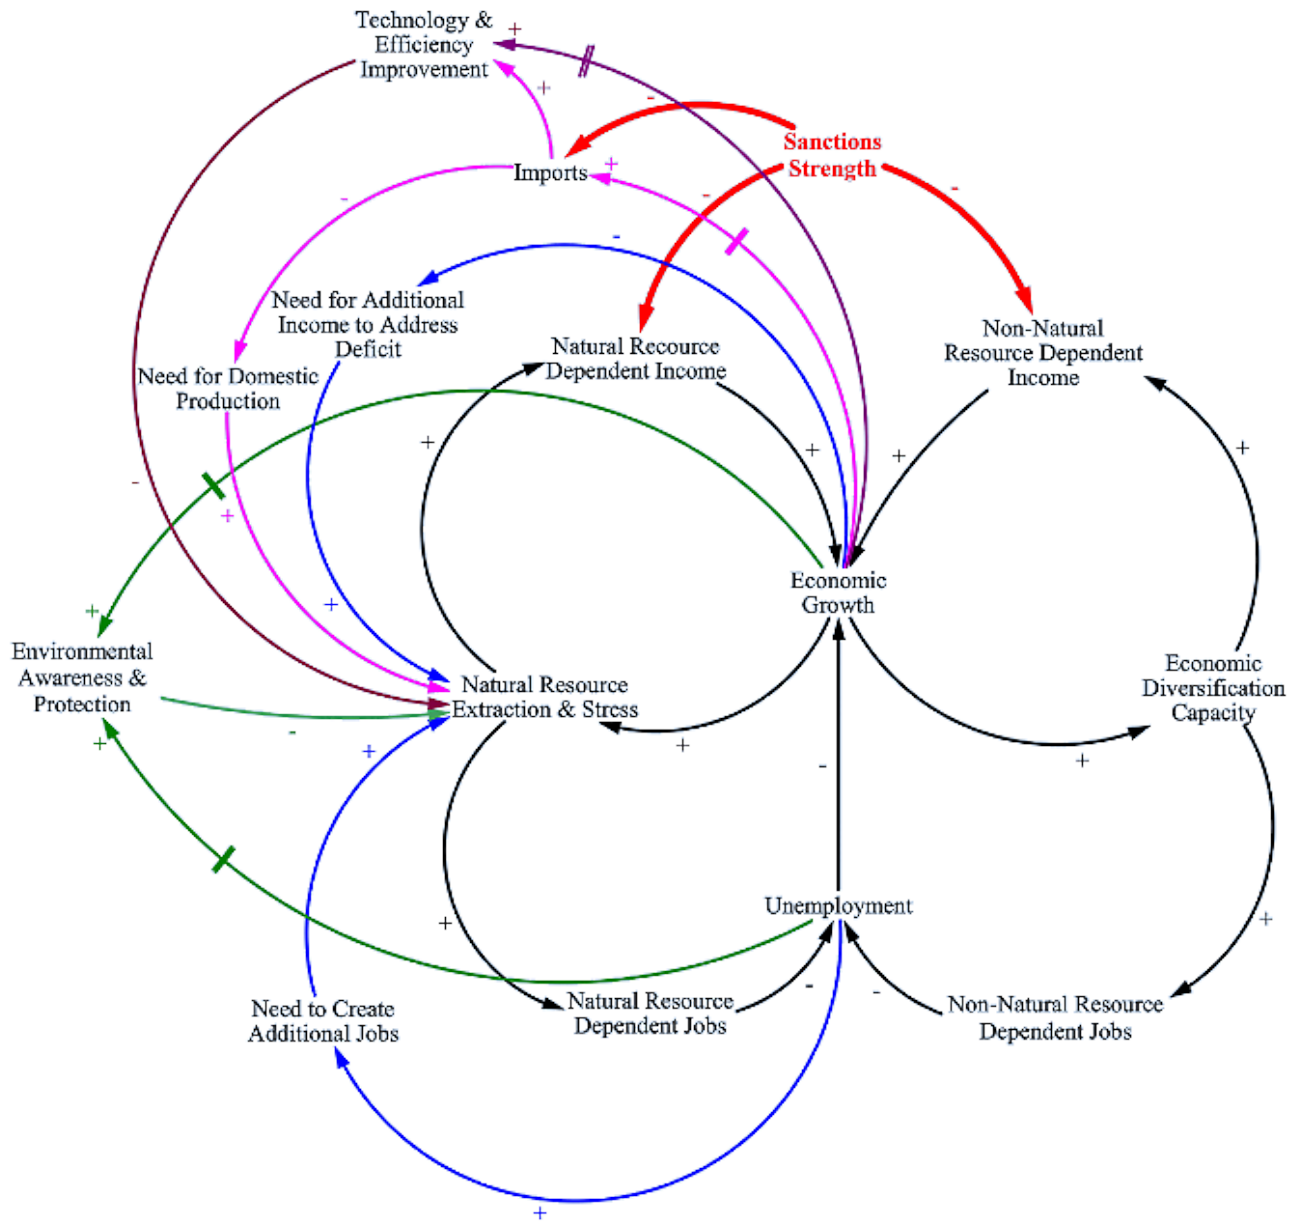 Technology &
Efficiency
Improvement
+
+
-
Sanctions
Strength
Imports
+
-
-
-
-
Need for Additional
Income to Address
Deficit
Natural Recource
Dependent Income
Non-Natural
Resource Dependent
Income
Need for Domestic
Production
+
+
+
+
-
+
+
+
Economic
Growth
Environmental
Awareness &
Protection
Natural Resource
Extraction & Stress
Economic
Diversification
Capacity
-
+
+
+
+
-
+
+
Unemployment
-
-
Need to Create
Additional Jobs
Natural Resource
Dependent Jobs
Non-Natural Resource
Dependent Jobs
+